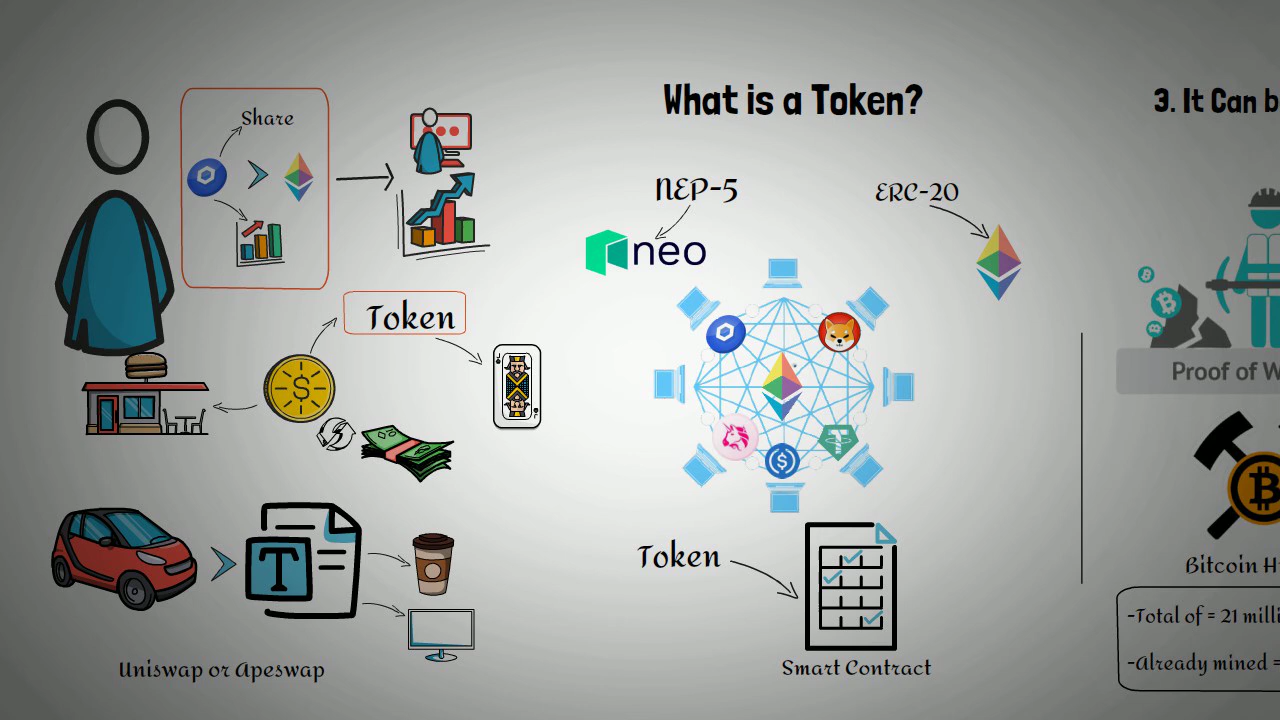 Share
Token
Uniswap or Apeswap
What is a Token?
NEP-5
ERC-20
neo
Token
Smart Contract
3. It Can b
Proof of W
Bitcoin H
-Total of = 21 milli
-Already mined =